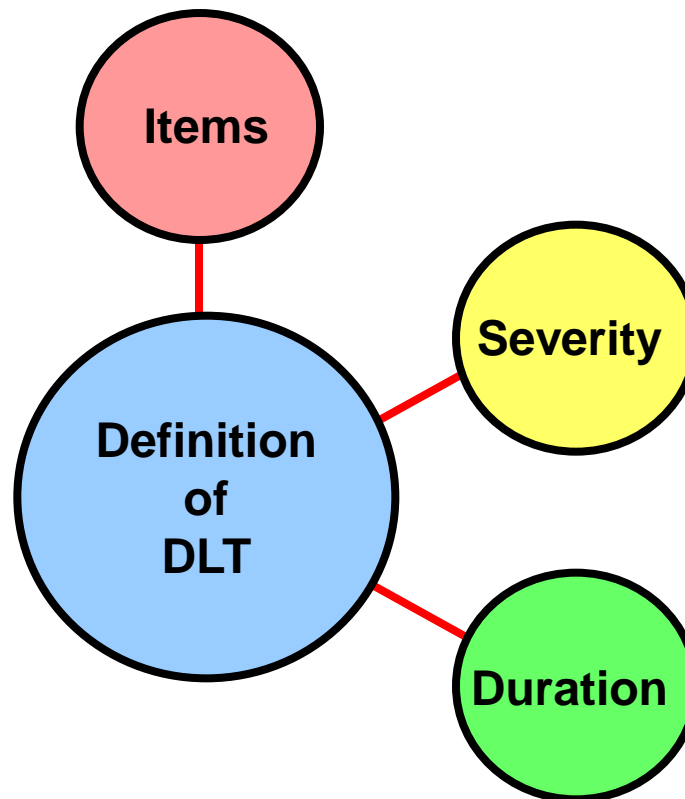 Items
Severity
Definition
of
DLT
Duration